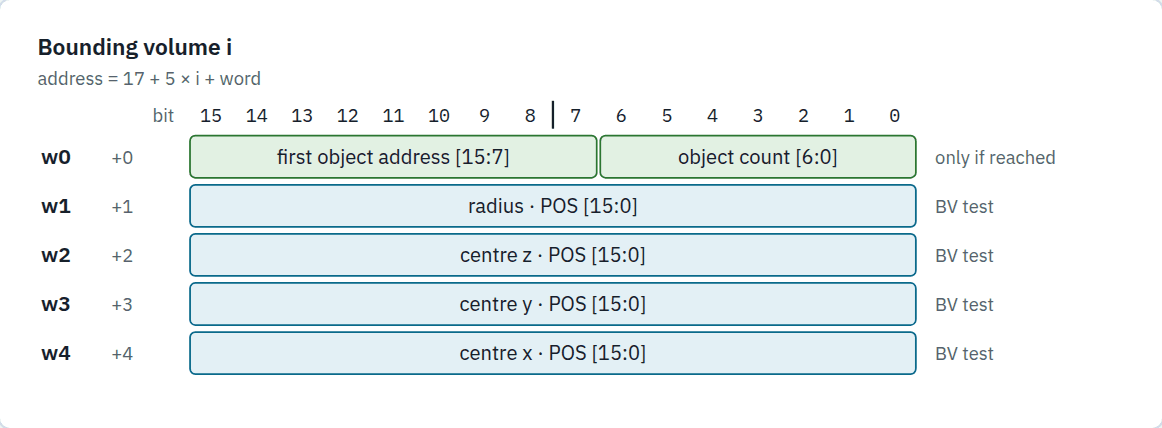 Bounding volume i
address = 17 + 5 × i + word
bit 15 14 13 12 11 10 9 8 7 6 5 4 3 2 1 0
w0 +0 first object address [15:7] object count [6:0] only if reached
w1 +1 radius · POS [15:0] BV test
w2 +2 centre z · POS [15:0] BV test
w3 +3 centre y · POS [15:0] BV test
w4 +4 centre x · POS [15:0] BV test